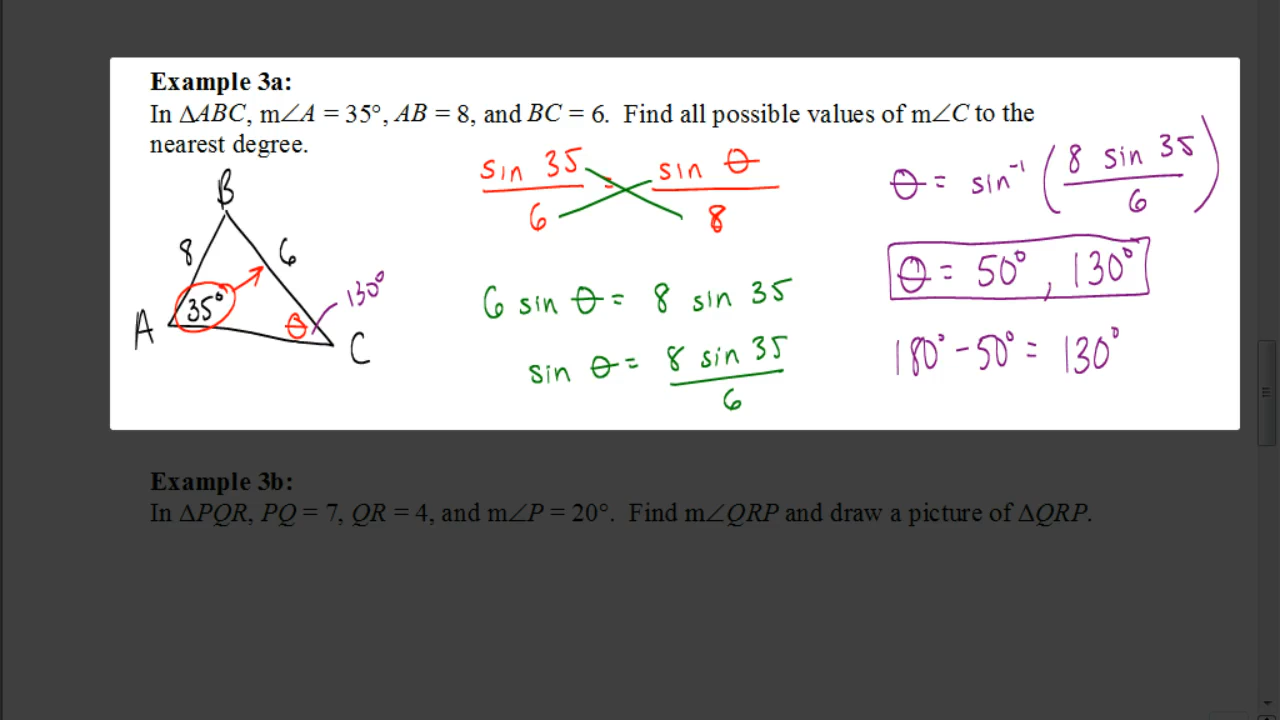 Example 3a:
In ΔABC, m∠A = 35°, AB = 8, and BC = 6. Find all possible values of m∠C to the
nearest degree.
B
8
6
A
35°
θ
130°
C
sin 35 / 6 = sin θ / 8
6 sin θ = 8 sin 35
sin θ = 8 sin 35 / 6
θ = sin⁻¹ (8 sin 35 / 6)
θ = 50°, 130°
180° - 50° = 130°
Example 3b:
In ΔPQR, PQ = 7, QR = 4, and m∠P = 20°. Find m∠QRP and draw a picture of ΔQRP.